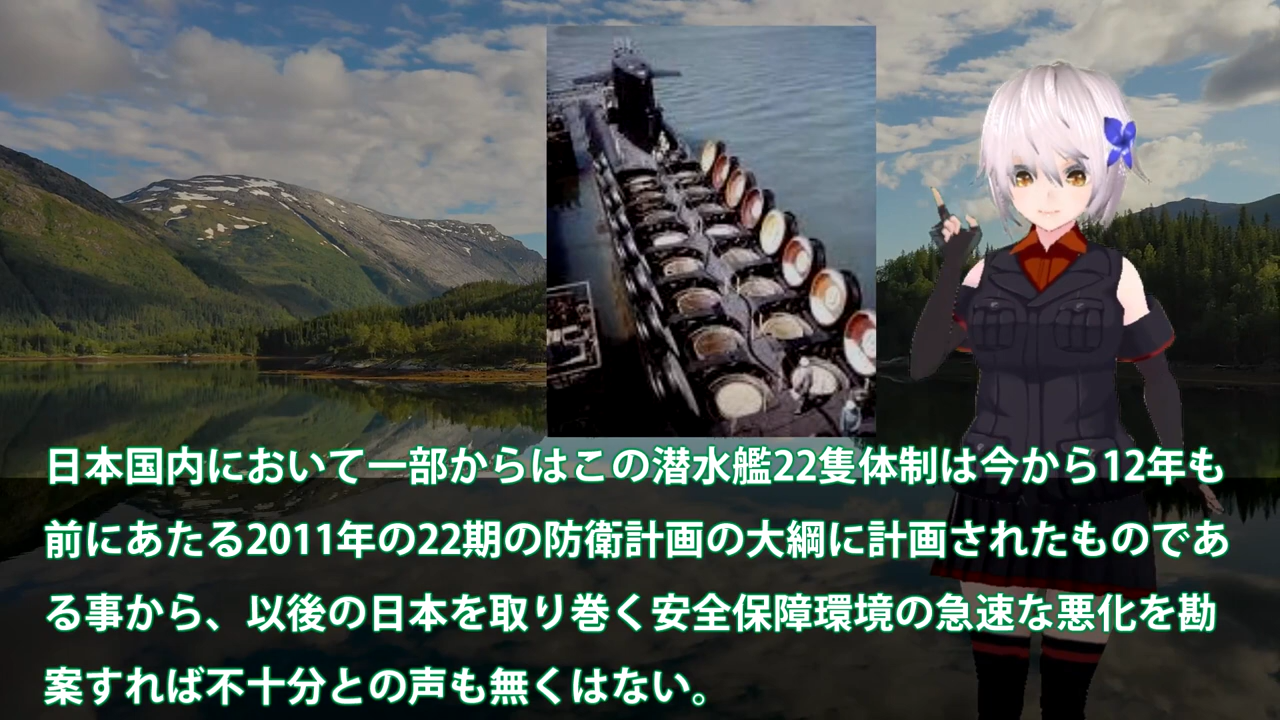 日本国内において一部からはこの潜水艦22隻体制は今から12年も
前にあたる2011年の22期の防衛計画の大綱に計画されたものであ
る事から、以後の日本を取り巻く安全保障環境の急速な悪化を勘
案すれば不十分との声も無くはない。